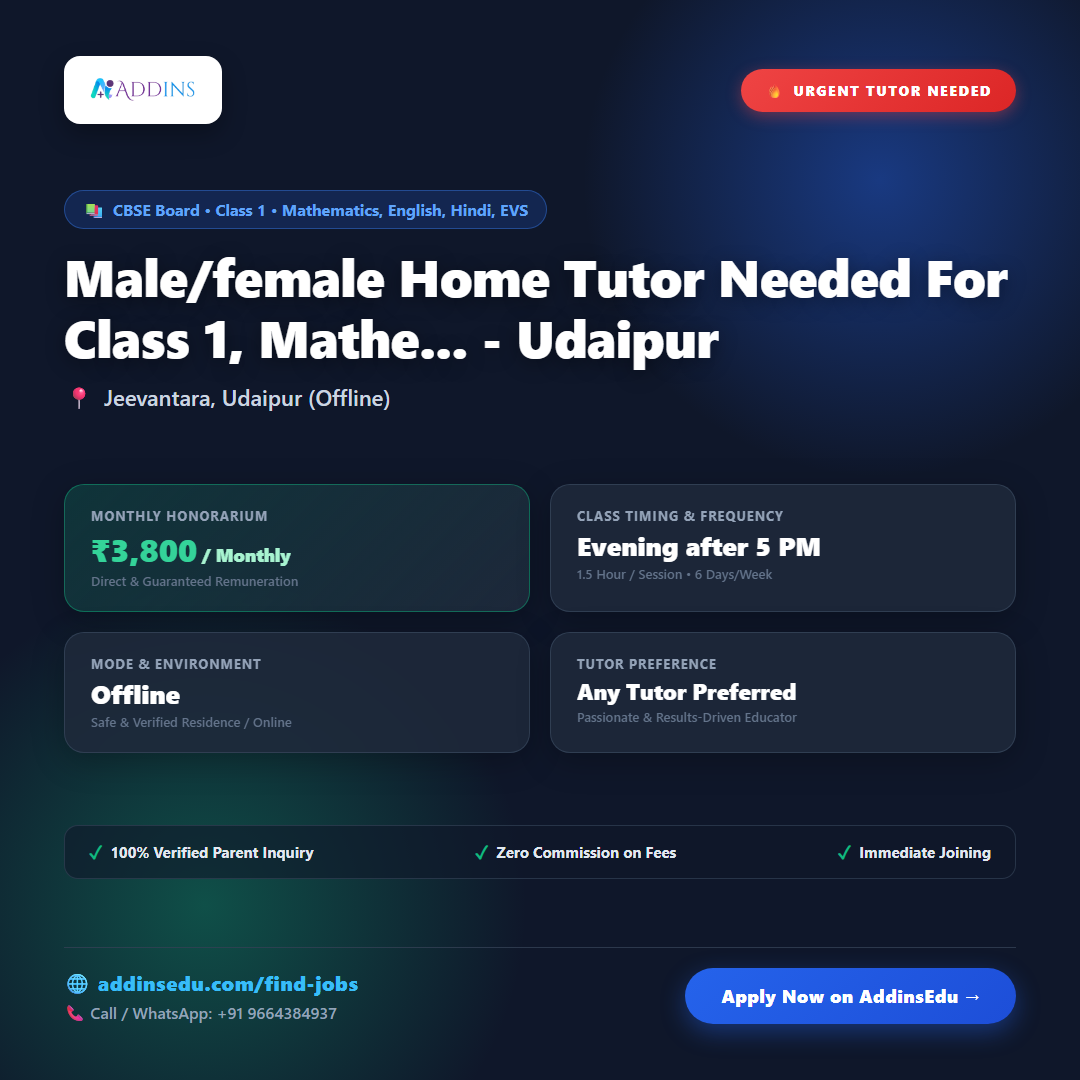 ADDINS
URGENT TUTOR NEEDED
CBSE Board • Class 1 • Mathematics, English, Hindi, EVS
Male/female Home Tutor Needed For
Class 1, Mathe... - Udaipur
Jeevantara, Udaipur (Offline)
MONTHLY HONORARIUM
₹3,800 / Monthly
Direct & Guaranteed Remuneration
CLASS TIMING & FREQUENCY
Evening after 5 PM
1.5 Hour / Session • 6 Days/Week
MODE & ENVIRONMENT
Offline
Safe & Verified Residence / Online
TUTOR PREFERENCE
Any Tutor Preferred
Passionate & Results-Driven Educator
✓ 100% Verified Parent Inquiry
✓ Zero Commission on Fees
✓ Immediate Joining
addinsedu.com/find-jobs
Call / WhatsApp: +91 9664384937
Apply Now on AddinsEdu →